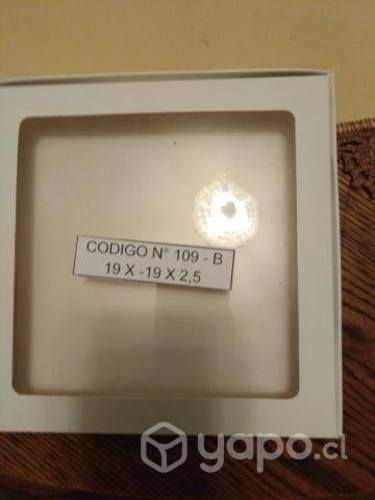 CODIGO N° 109 - B
19 X -19 X 2,5
yapo.cl